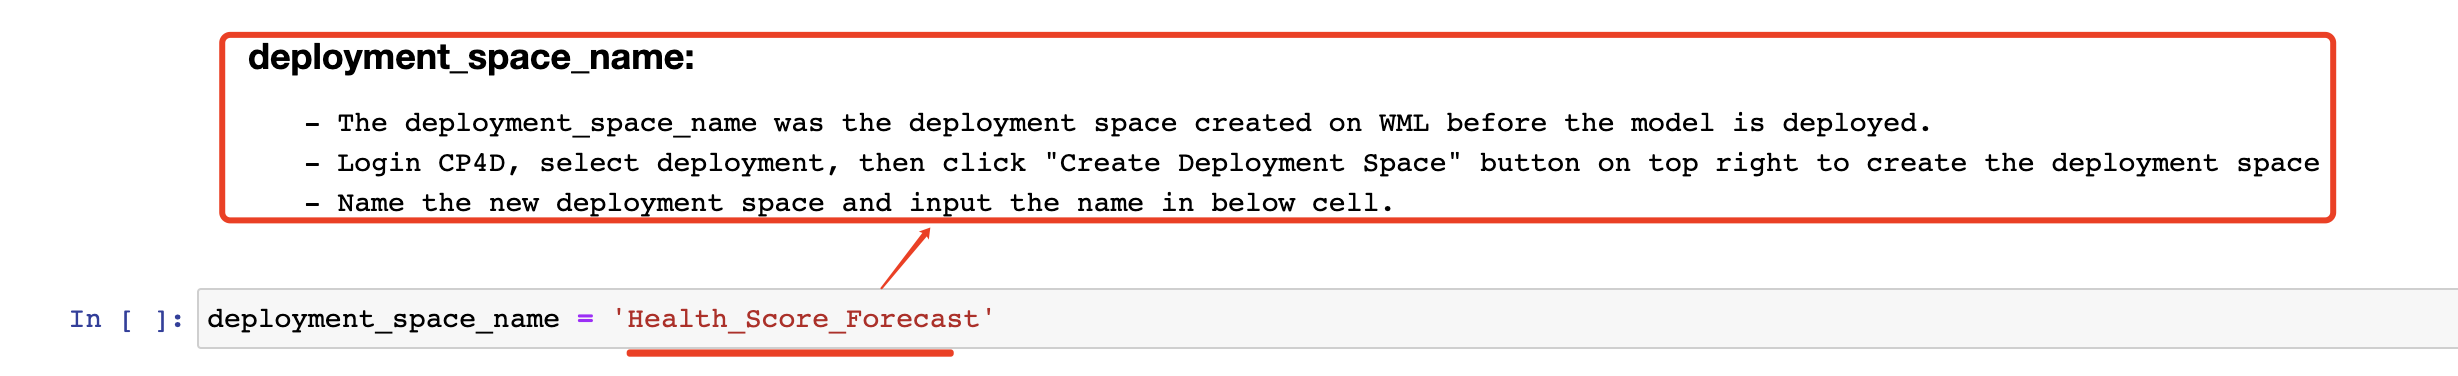 deployment_space_name:
- The deployment_space_name was the deployment space created on WML before the model is deployed.
- Login CP4D, select deployment, then click "Create Deployment Space" button on top right to create the deployment space
- Name the new deployment space and input the name in below cell.
In [ ]: deployment_space_name = 'Health_Score_Forecast'